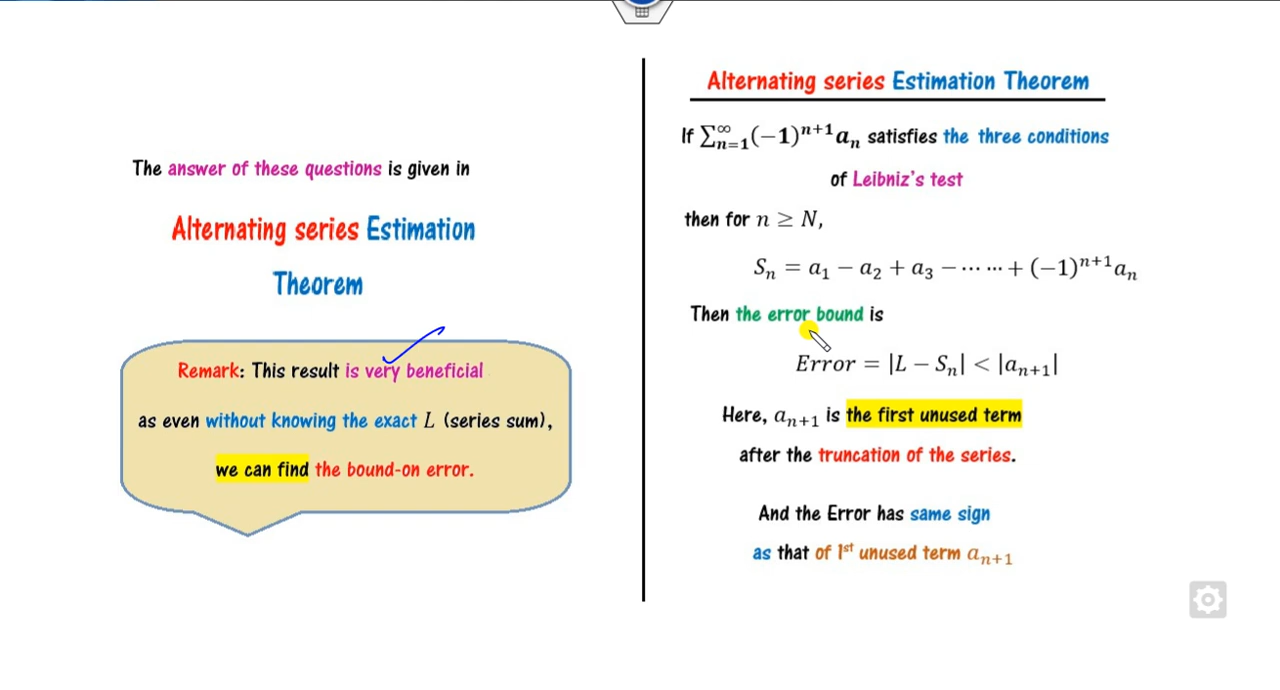 The answer of these questions is given in
Alternating series Estimation
Theorem
Remark: This result is very beneficial
as even without knowing the exact L (series sum),
we can find the bound-on error.
Alternating series Estimation Theorem
If ∑_{n=1}^{∞}(−1)^{n+1}a_n satisfies the three conditions
of Leibniz's test
then for n ≥ N,
S_n = a_1 − a_2 + a_3 − ⋯ ⋯ + (−1)^{n+1}a_n
Then the error bound is
Error = |L − S_n| < |a_{n+1}|
Here, a_{n+1} is the first unused term
after the truncation of the series.
And the Error has same sign
as that of 1st unused term a_{n+1}